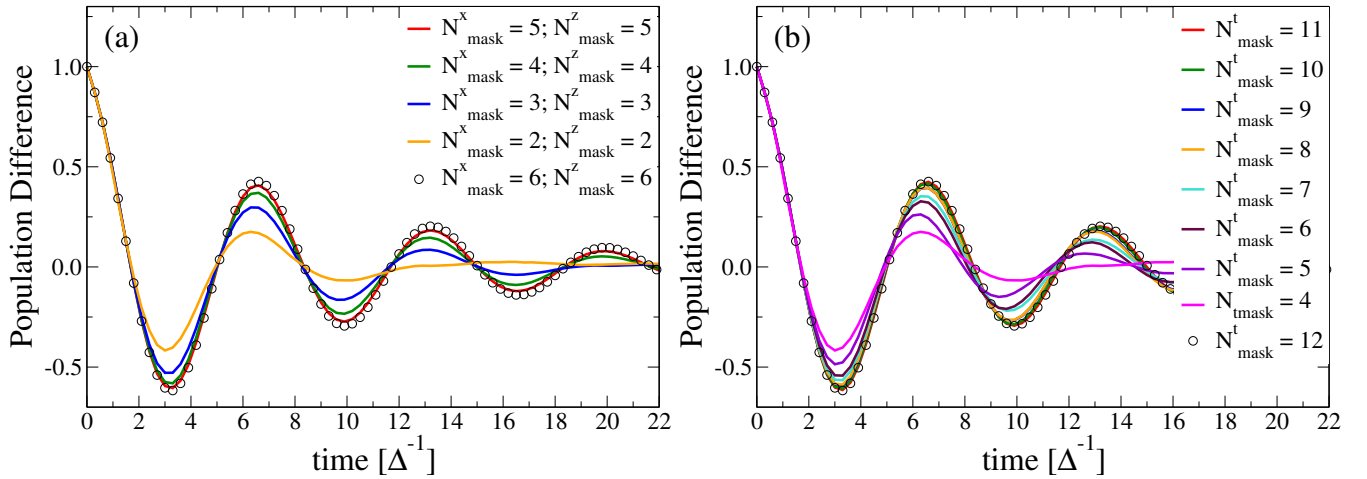 (a)
N^x_mask = 5; N^z_mask = 5
N^x_mask = 4; N^z_mask = 4
N^x_mask = 3; N^z_mask = 3
N^x_mask = 2; N^z_mask = 2
N^x_mask = 6; N^z_mask = 6
Population Difference
1.0
0.5
0.0
-0.5
0 2 4 6 8 10 12 14 16 18 20 22
time [Δ^-1]
(b)
N^t_mask = 11
N^t_mask = 10
N^t_mask = 9
N^t_mask = 8
N^t_mask = 7
N^t_mask = 6
N^t_mask = 5
N_tmask = 4
N^t_mask = 12
Population Difference
1.0
0.5
0.0
-0.5
0 2 4 6 8 10 12 14 16 18 20 22
time [Δ^-1]